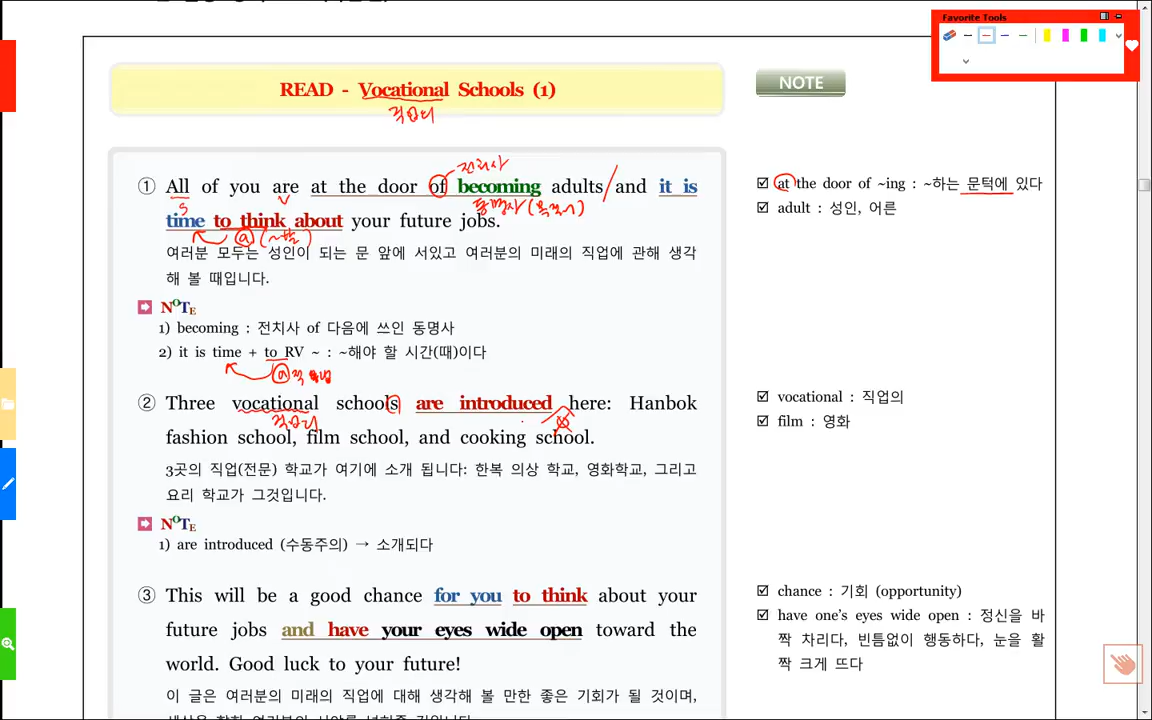 Favorite Tools
READ - Vocational Schools (1)
NOTE
직업의
전치사
① All of you are at the door of becoming adults/and it is
S V 동명사(목적어)
time to think about your future jobs.
ⓐ(~할)
여러분 모두는 성인이 되는 문 앞에 서있고 여러분의 미래의 직업에 관해 생각
해 볼 때입니다.
NOTE
1) becoming : 전치사 of 다음에 쓰인 동명사
2) it is time + to RV ~ : ~해야 할 시간(때)이다
② Three vocational schools are introduced here: Hanbok
직업의
fashion school, film school, and cooking school.
3곳의 직업(전문) 학교가 여기에 소개 됩니다: 한복 의상 학교, 영화학교, 그리고
요리 학교가 그것입니다.
NOTE
1) are introduced (수동주의) → 소개되다
③ This will be a good chance for you to think about your
future jobs and have your eyes wide open toward the
world. Good luck to your future!
이 글은 여러분의 미래의 직업에 대해 생각해 볼 만한 좋은 기회가 될 것이며,
☑ at the door of ~ing : ~하는 문턱에 있다
☑ adult : 성인, 어른
☑ vocational : 직업의
☑ film : 영화
☑ chance : 기회 (opportunity)
☑ have one's eyes wide open : 정신을 바
짝 차리다, 빈틈없이 행동하다, 눈을 활
짝 크게 뜨다